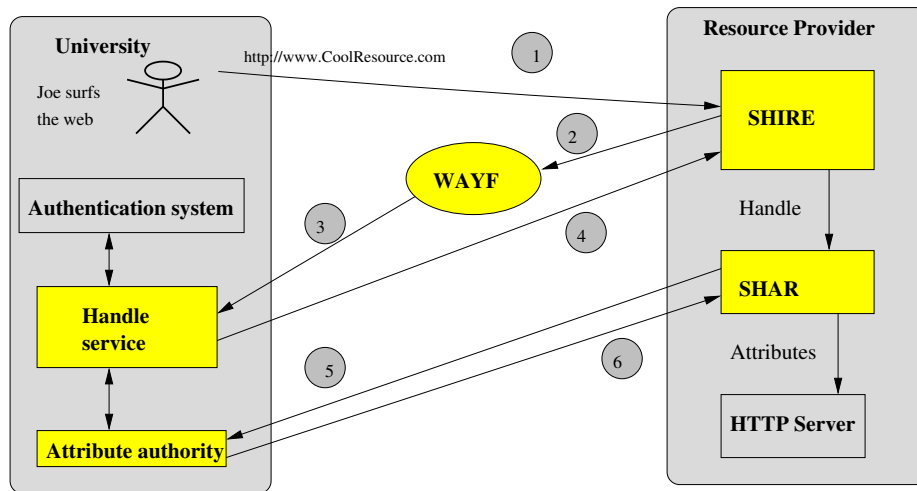 University
Joe surfs
the web
http://www.CoolResource.com
1
Resource Provider
SHIRE
2
WAYF
Authentication system
3
4
Handle
Handle
service
SHAR
5
6
Attributes
Attribute authority
HTTP Server